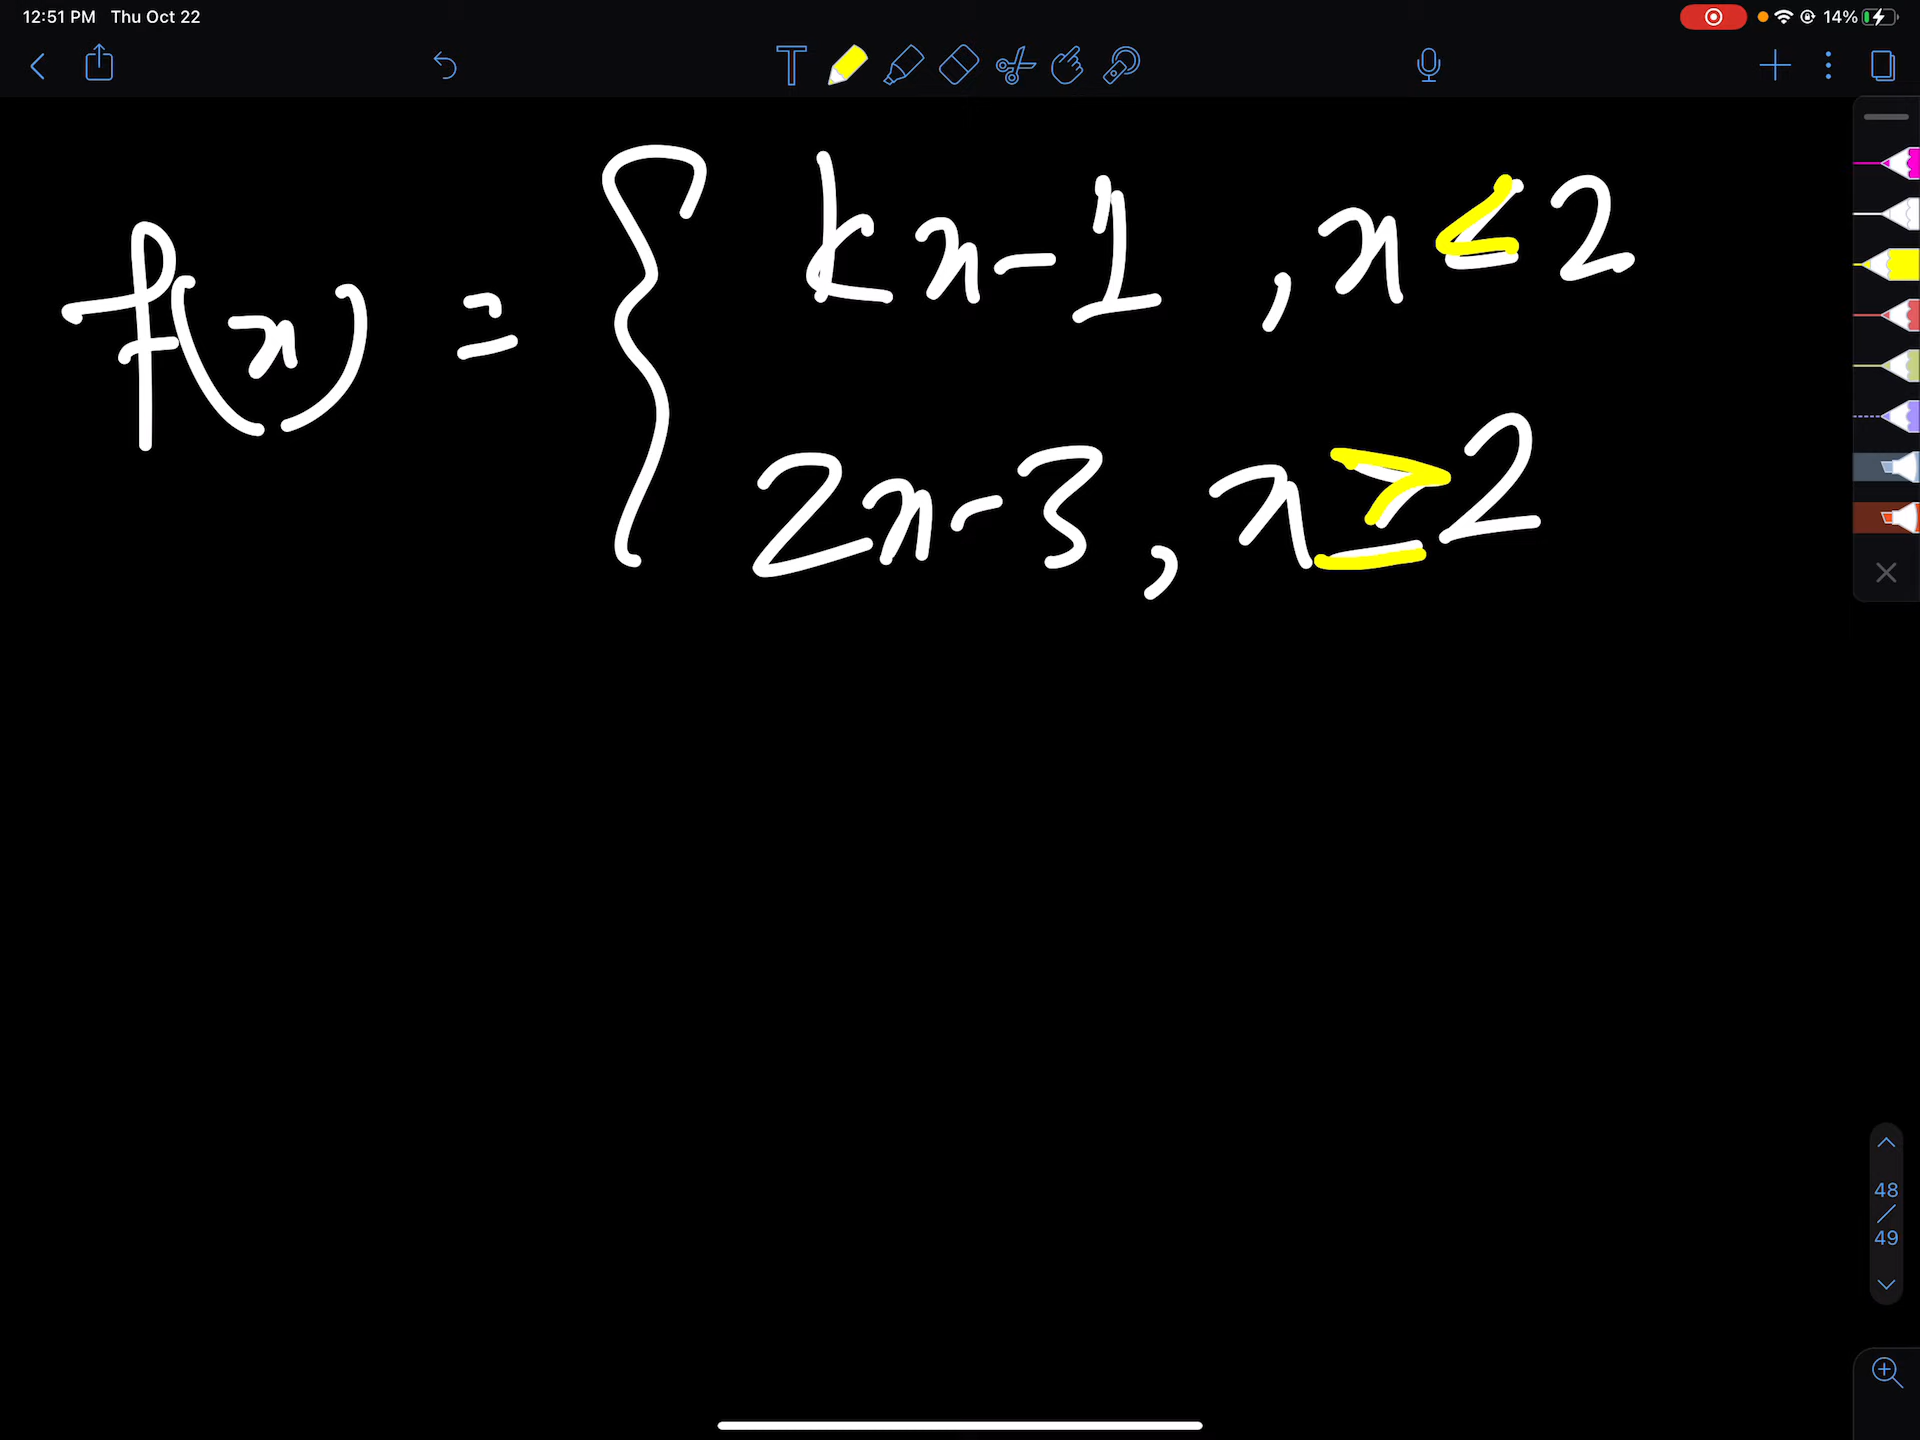 12:51 PM Thu Oct 22 14%
T
f(x) = { kx-1 , x ≤ 2
2x-3 , x ≥ 2
48
/
49